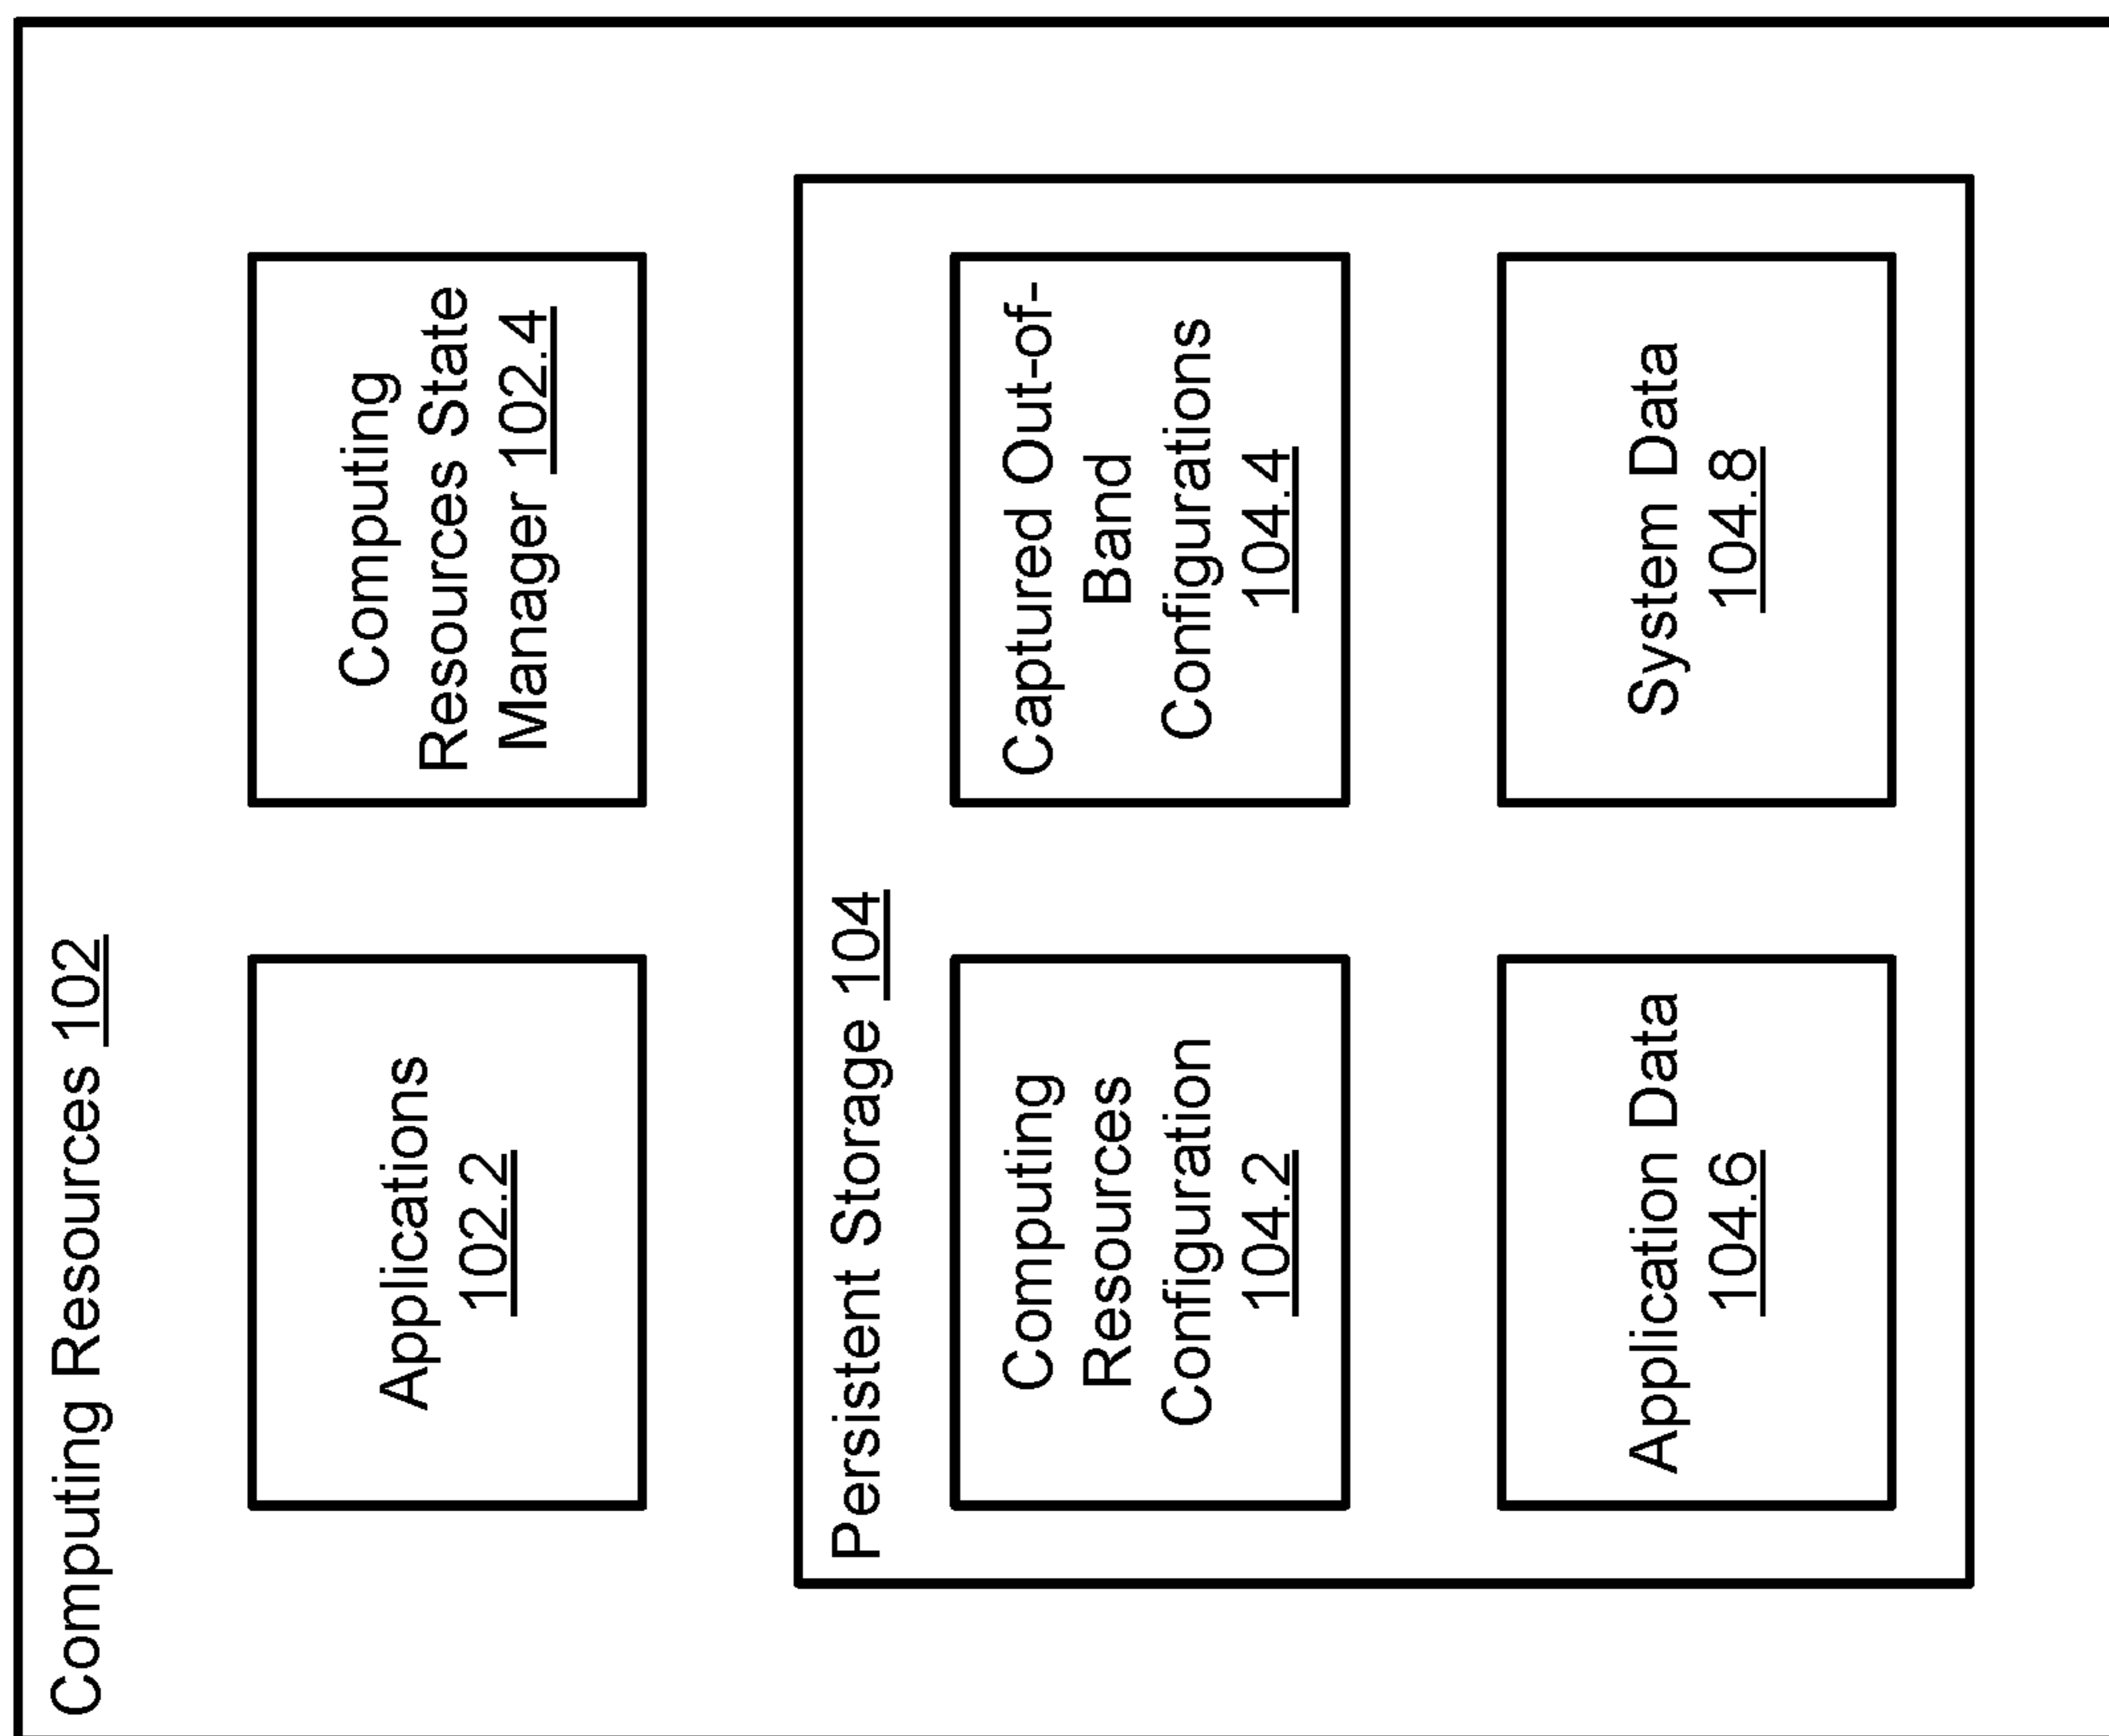 Computing Resources 102
Applications
102.2
Computing
Resources State
Manager 102.4
Persistent Storage 104
Computing
Resources
Configuration
104.2
Captured Out-of-
Band
Configurations
104.4
Application Data
104.6
System Data
104.8